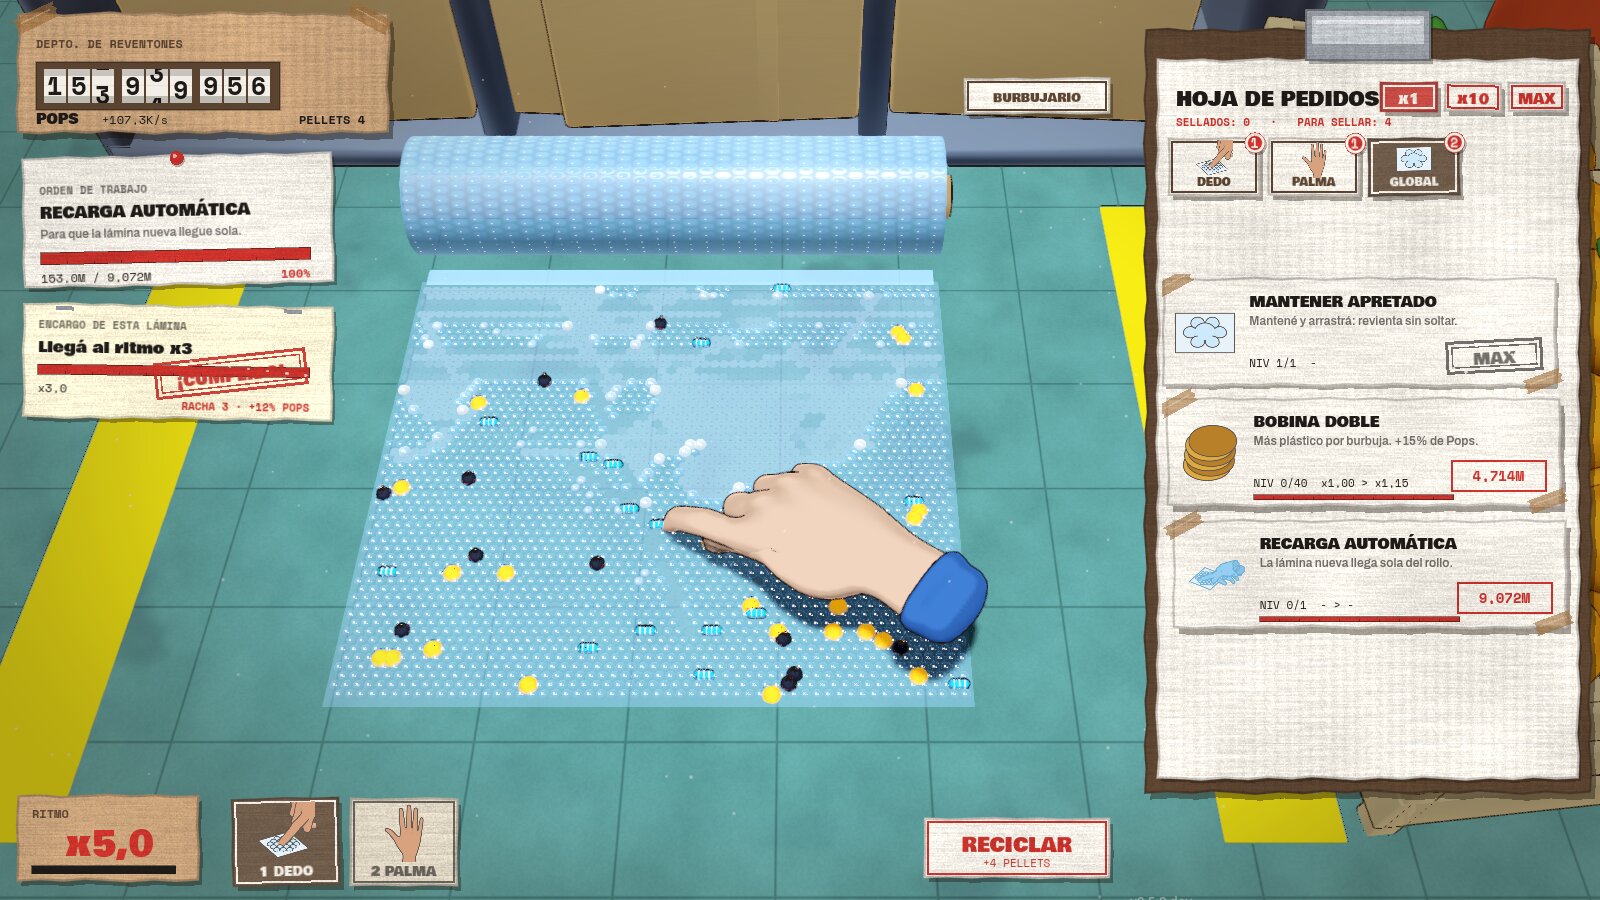 DEPTO. DE REVENTONES
POPS +107.3K/s PELLETS 4
ORDEN DE TRABAJO
RECARGA AUTOMÁTICA
Para que la lámina nueva llegue sola.
153.0M / 9.072M 100%
ENCARGO DE ESTA LÁMINA
Llegá al ritmo x3
x3,0
RACHA 3 · +12% POPS
BURBUJARIO
HOJA DE PEDIDOS x1 x10 MAX
SELLADOS: 0 · PARA SELLAR: 4
DEDO 1
PALMA 1
GLOBAL 2
MANTENER APRETADO
Mantené y arrastrá: revienta sin soltar.
NIV 1/1 -
MAX
BOBINA DOBLE
Más plástico por burbuja. +15% de Pops.
NIV 0/40 x1,00 > x1,15
4,714M
RECARGA AUTOMÁTICA
La lámina nueva llega sola del rollo.
NIV 0/1 - > -
9,072M
RITMO
x5,0
1 DEDO
2 PALMA
RECICLAR
+4 PELLETS